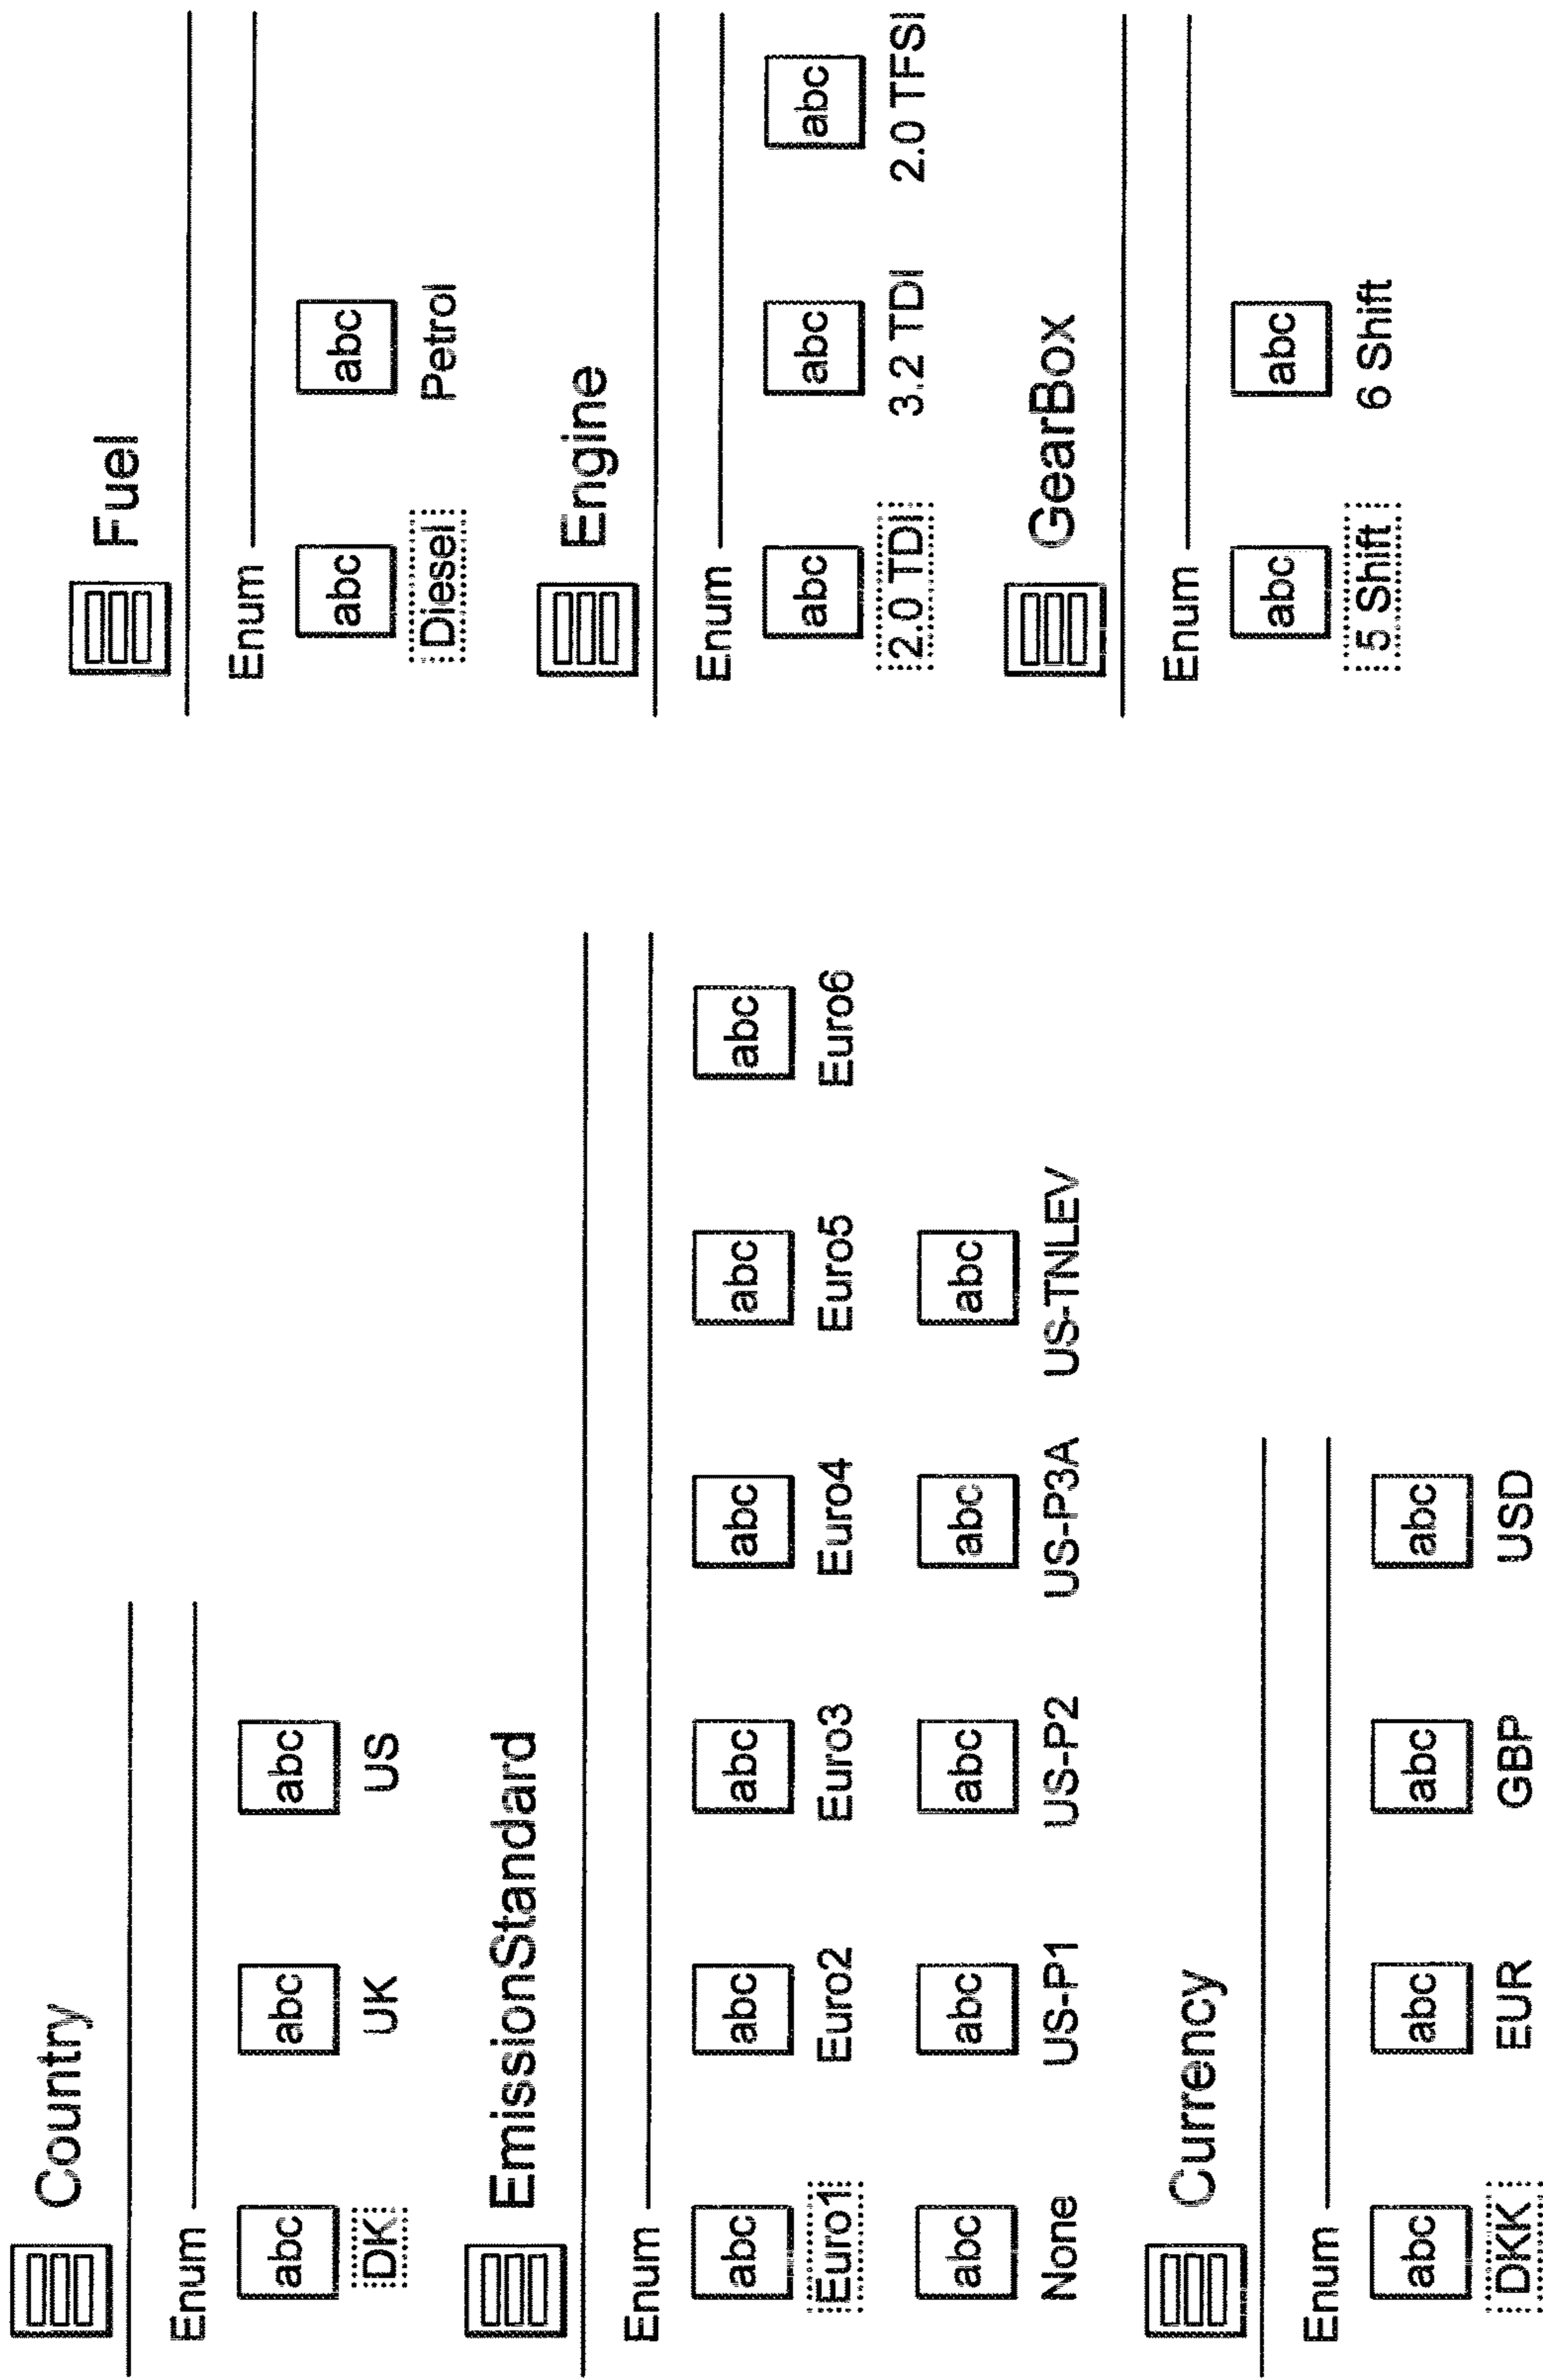 Country
Enum
abc abc abc
DK UK US
EmissionStandard
Enum
abc abc abc abc abc abc
Euro1 Euro2 Euro3 Euro4 Euro5 Euro6
abc abc abc abc abc
None US-P1 US-P2 US-P3A US-TNLEV
Currency
Enum
abc abc abc abc
DKK EUR GBP USD
Fuel
Enum
abc abc
Diesel Petrol
Engine
Enum
abc abc abc
2.0 TDI 3.2 TDI 2.0 TFSI
GearBox
Enum
abc abc
5 Shift 6 Shift